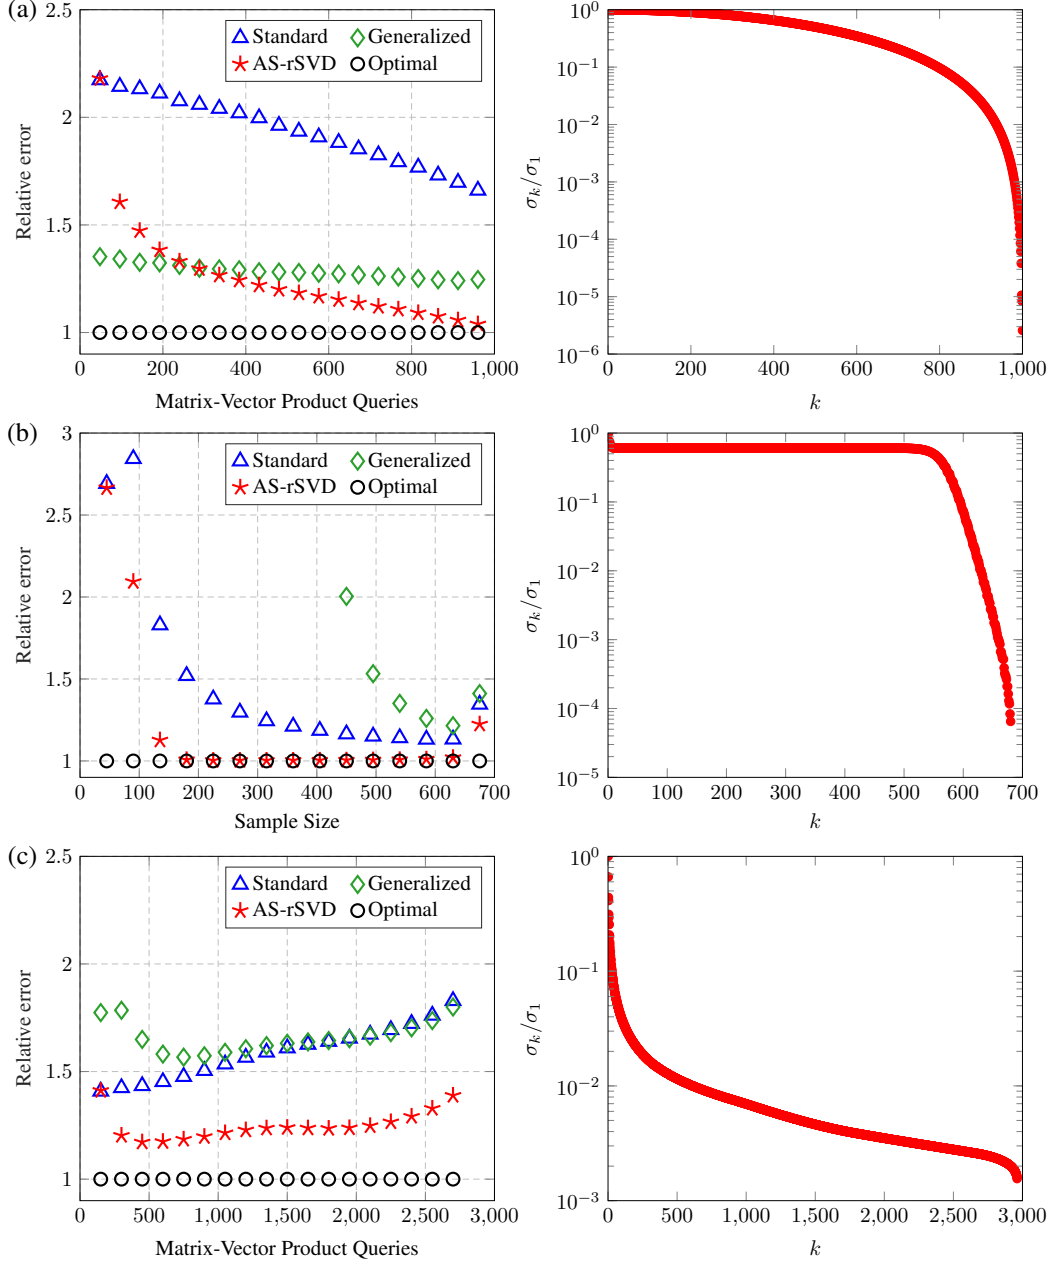 (a)
2.5
2
1.5
1
Relative error
Standard
Generalized
AS-rSVD
Optimal
0
200
400
600
800
1,000
Matrix-Vector Product Queries
10^0
10^−1
10^−2
10^−3
10^−4
10^−5
10^−6
σ_k/σ_1
0
200
400
600
800
1,000
k
(b)
3
2.5
2
1.5
1
Relative error
Standard
Generalized
AS-rSVD
Optimal
0
100
200
300
400
500
600
700
Sample Size
10^0
10^−1
10^−2
10^−3
10^−4
10^−5
σ_k/σ_1
0
100
200
300
400
500
600
700
k
(c)
2.5
2
1.5
1
Relative error
Standard
Generalized
AS-rSVD
Optimal
0
500
1,000
1,500
2,000
2,500
3,000
Matrix-Vector Product Queries
10^0
10^−1
10^−2
10^−3
σ_k/σ_1
0
500
1,000
1,500
2,000
2,500
3,000
k